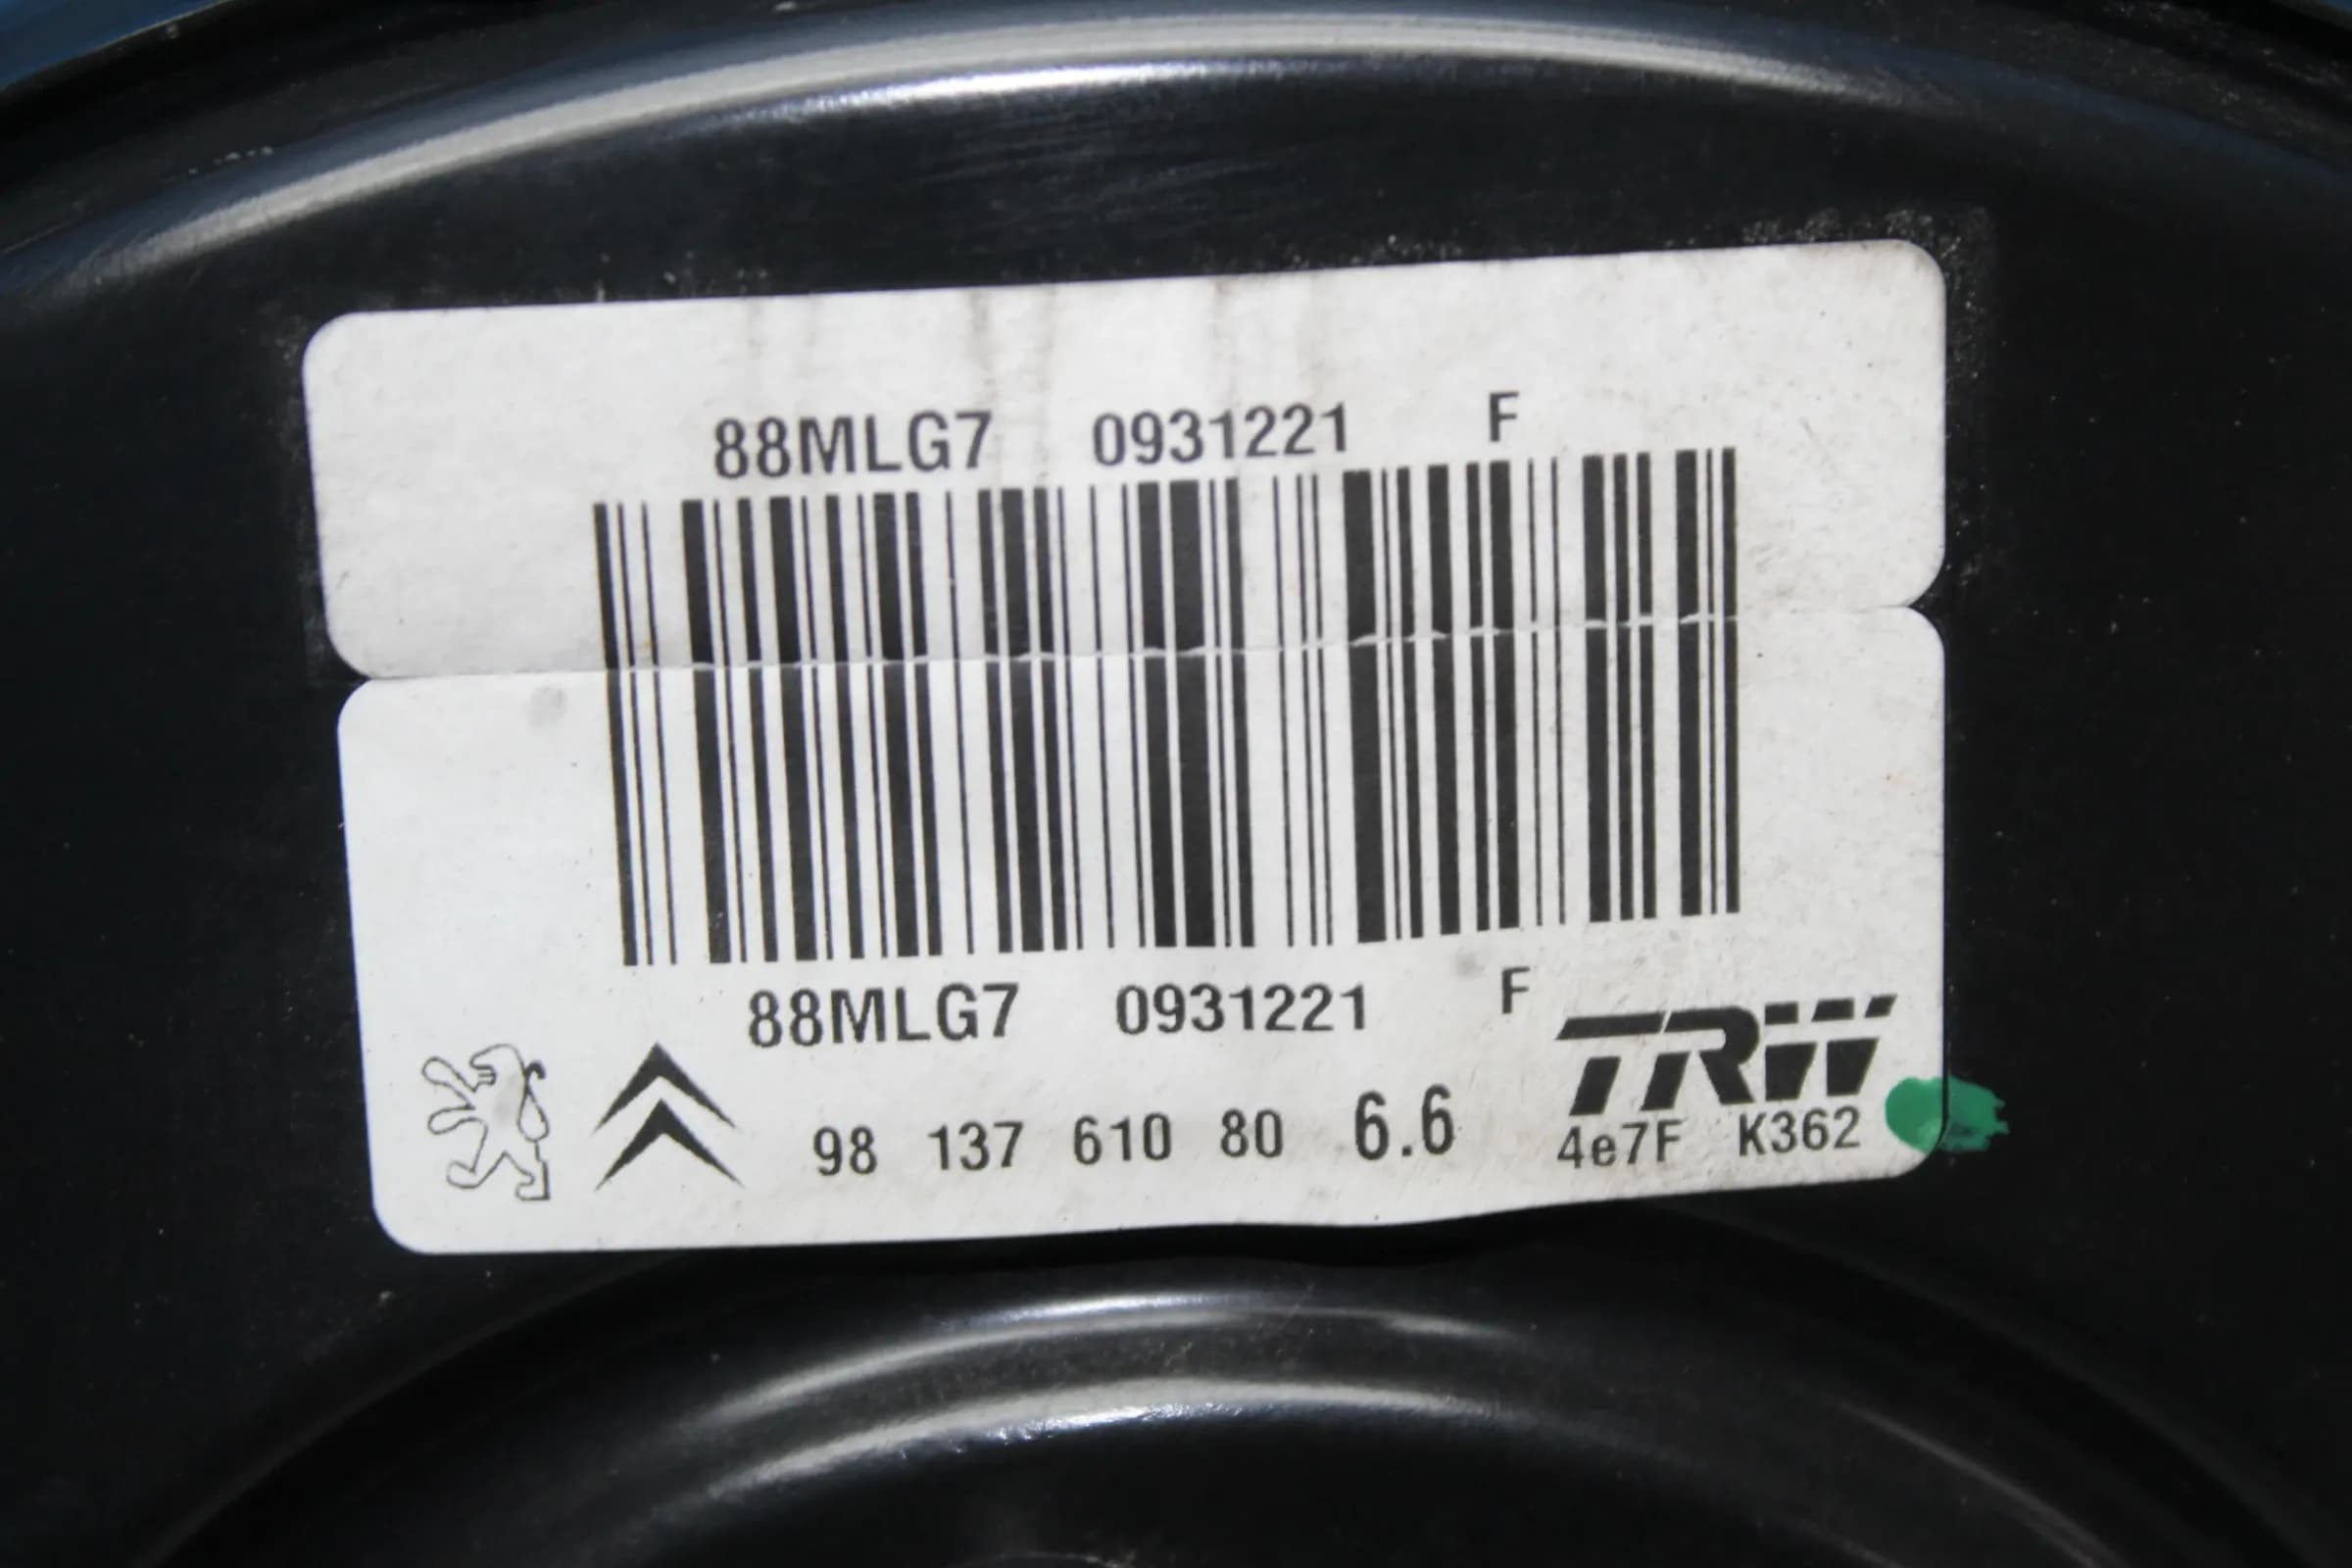 88MLG7 0931221 F
88MLG7 0931221 F
TRW
98 137 610 80 6.6 4e7F K362